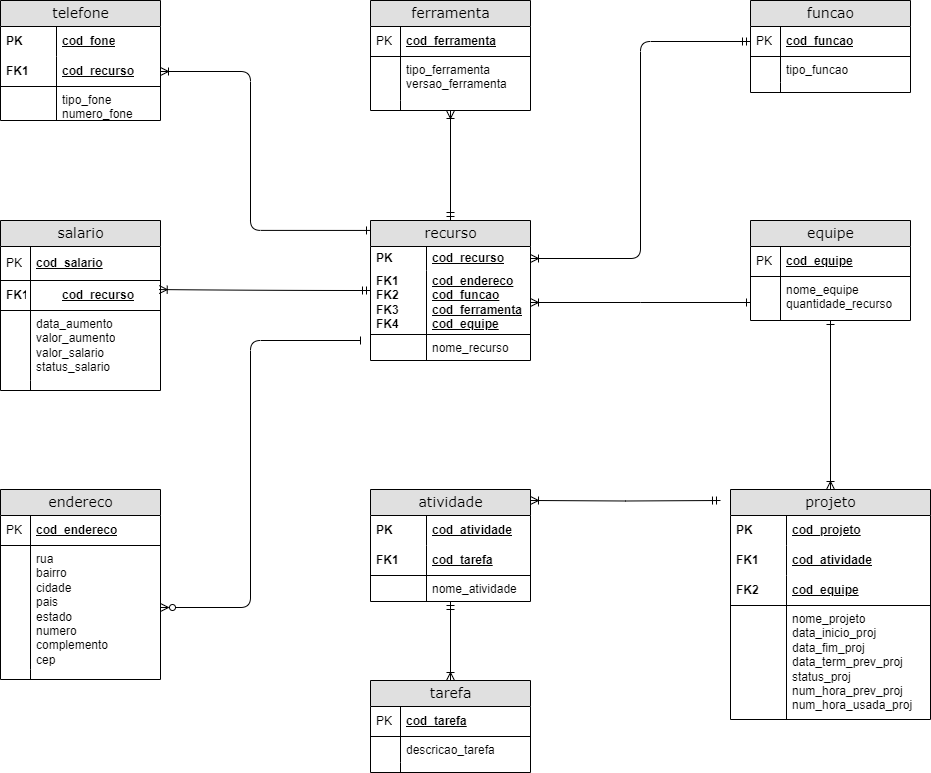 telefone
PK cod_fone
FK1 cod_recurso
tipo_fone
numero_fone
ferramenta
PK cod_ferramenta
tipo_ferramenta
versao_ferramenta
funcao
PK cod_funcao
tipo_funcao
salario
PK cod_salario
FK1 cod_recurso
data_aumento
valor_aumento
valor_salario
status_salario
recurso
PK cod_recurso
FK1 cod_endereco
FK2 cod_funcao
FK3 cod_ferramenta
FK4 cod_equipe
nome_recurso
equipe
PK cod_equipe
nome_equipe
quantidade_recurso
endereco
PK cod_endereco
rua
bairro
cidade
pais
estado
numero
complemento
cep
atividade
PK cod_atividade
FK1 cod_tarefa
nome_atividade
projeto
PK cod_projeto
FK1 cod_atividade
FK2 cod_equipe
nome_projeto
data_inicio_proj
data_fim_proj
data_term_prev_proj
status_proj
num_hora_prev_proj
num_hora_usada_proj
tarefa
PK cod_tarefa
descricao_tarefa